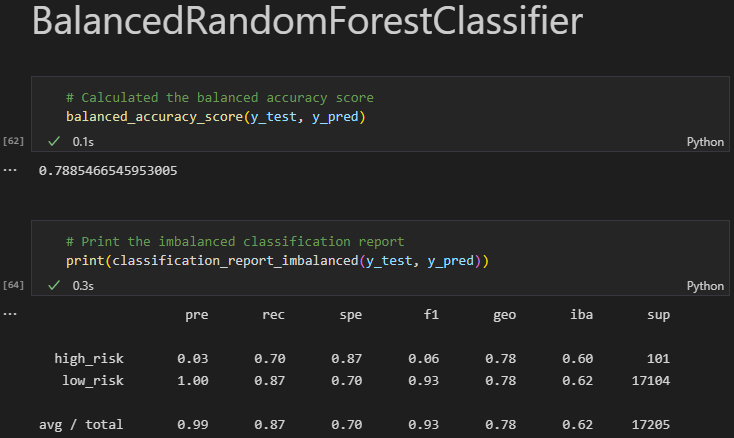 BalancedRandomForestClassifier
# Calculated the balanced accuracy score
balanced_accuracy_score(y_test, y_pred)
[62] 0.1s Python
... 0.7885466545953005
# Print the imbalanced classification report
print(classification_report_imbalanced(y_test, y_pred))
[64] 0.3s Python
... pre rec spe f1 geo iba sup
high_risk 0.03 0.70 0.87 0.06 0.78 0.60 101
low_risk 1.00 0.87 0.70 0.93 0.78 0.62 17104
avg / total 0.99 0.87 0.70 0.93 0.78 0.62 17205